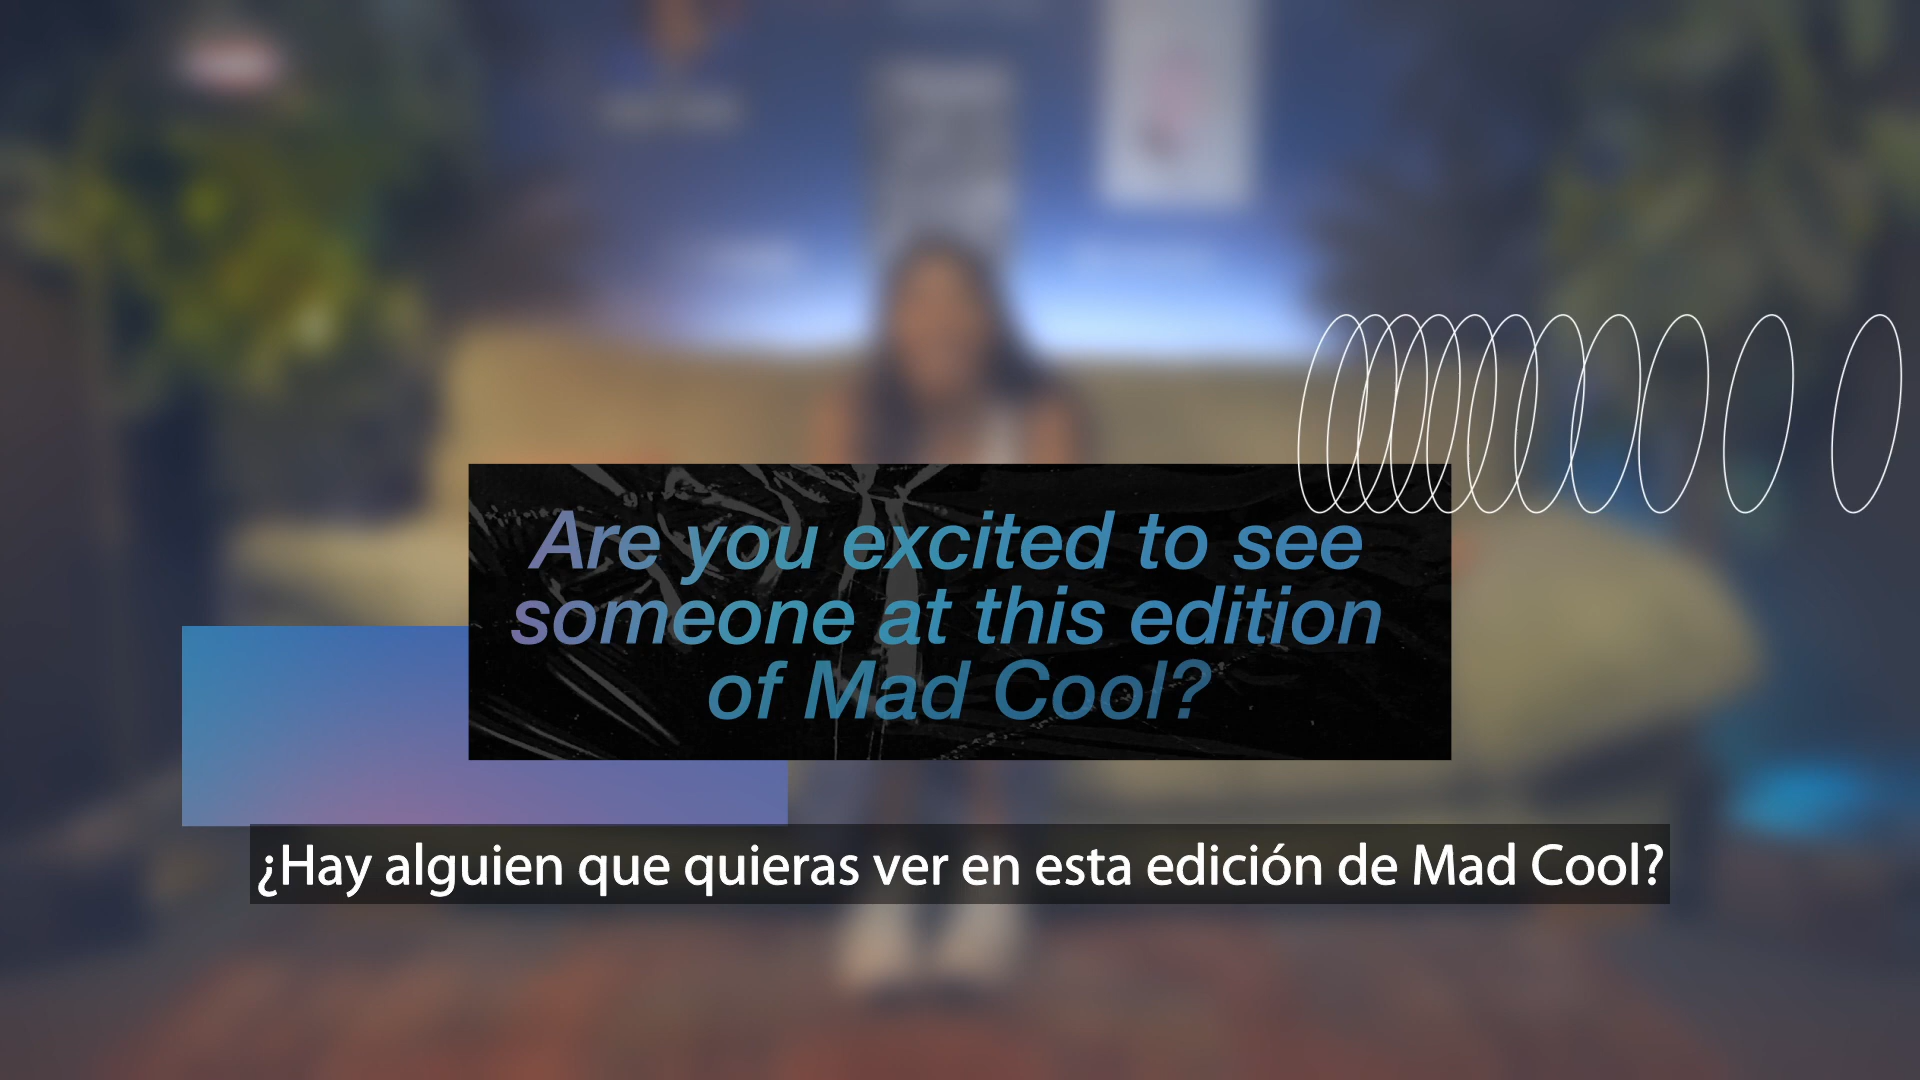 Are you excited to see
someone at this edition
of Mad Cool?
¿Hay alguien que quieras ver en esta edición de Mad Cool?